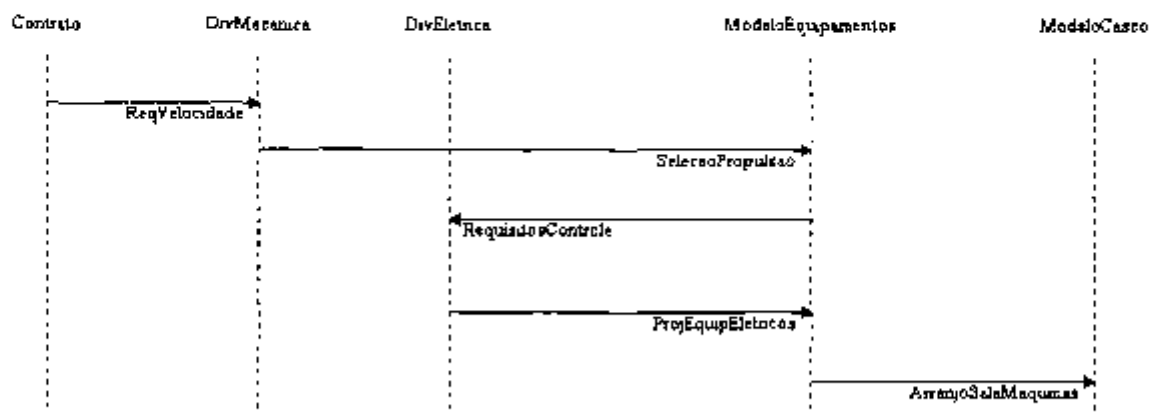 Contrato
DivMecanica
DivEletrica
ModeloEquipamentos
ModeloCasco
ReqVelocidade
SelecaoPropulsao
RequisitosControle
ProjEquipEletricos
ArranjoSalaMaquinas